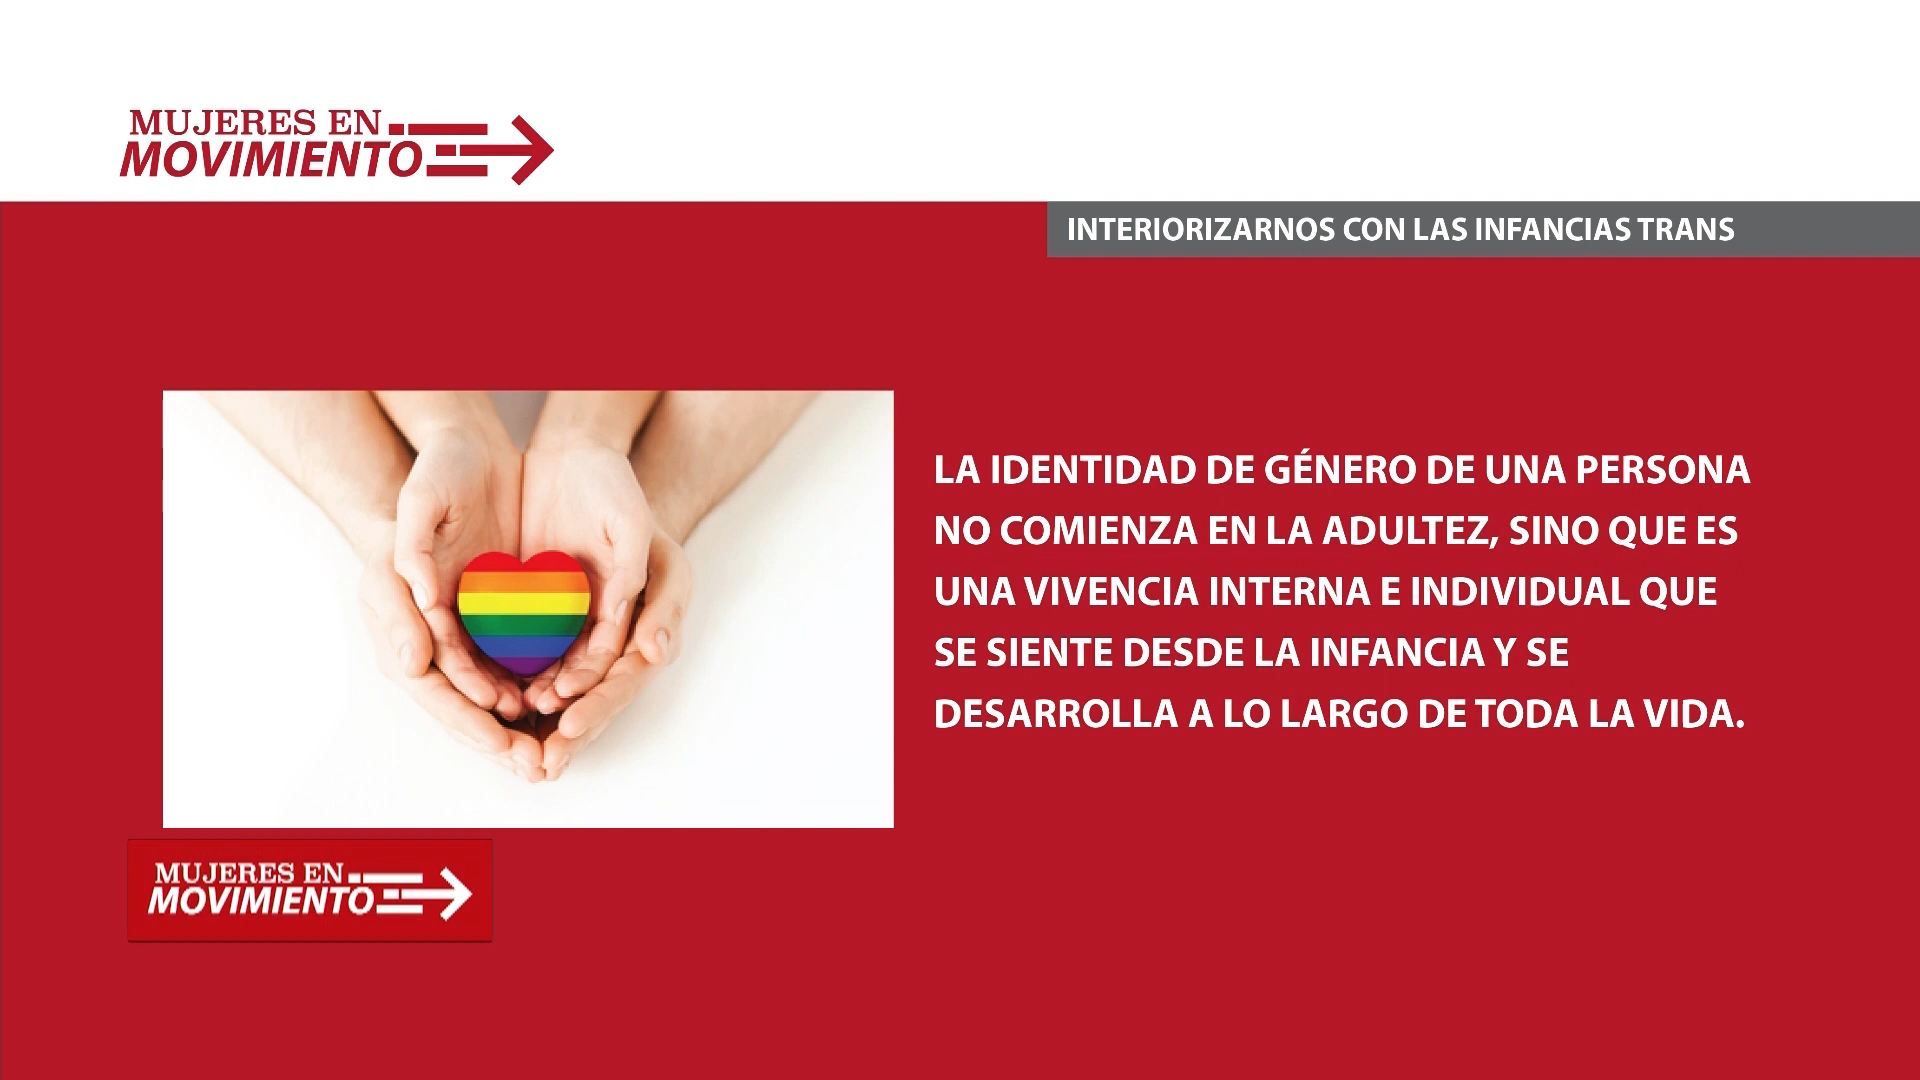 MUJERES EN
MOVIMIENTO
INTERIORIZARNOS CON LAS INFANCIAS TRANS
LA IDENTIDAD DE GÉNERO DE UNA PERSONA
NO COMIENZA EN LA ADULTEZ, SINO QUE ES
UNA VIVENCIA INTERNA E INDIVIDUAL QUE
SE SIENTE DESDE LA INFANCIA Y SE
DESARROLLA A LO LARGO DE TODA LA VIDA.
MUJERES EN
MOVIMIENTO